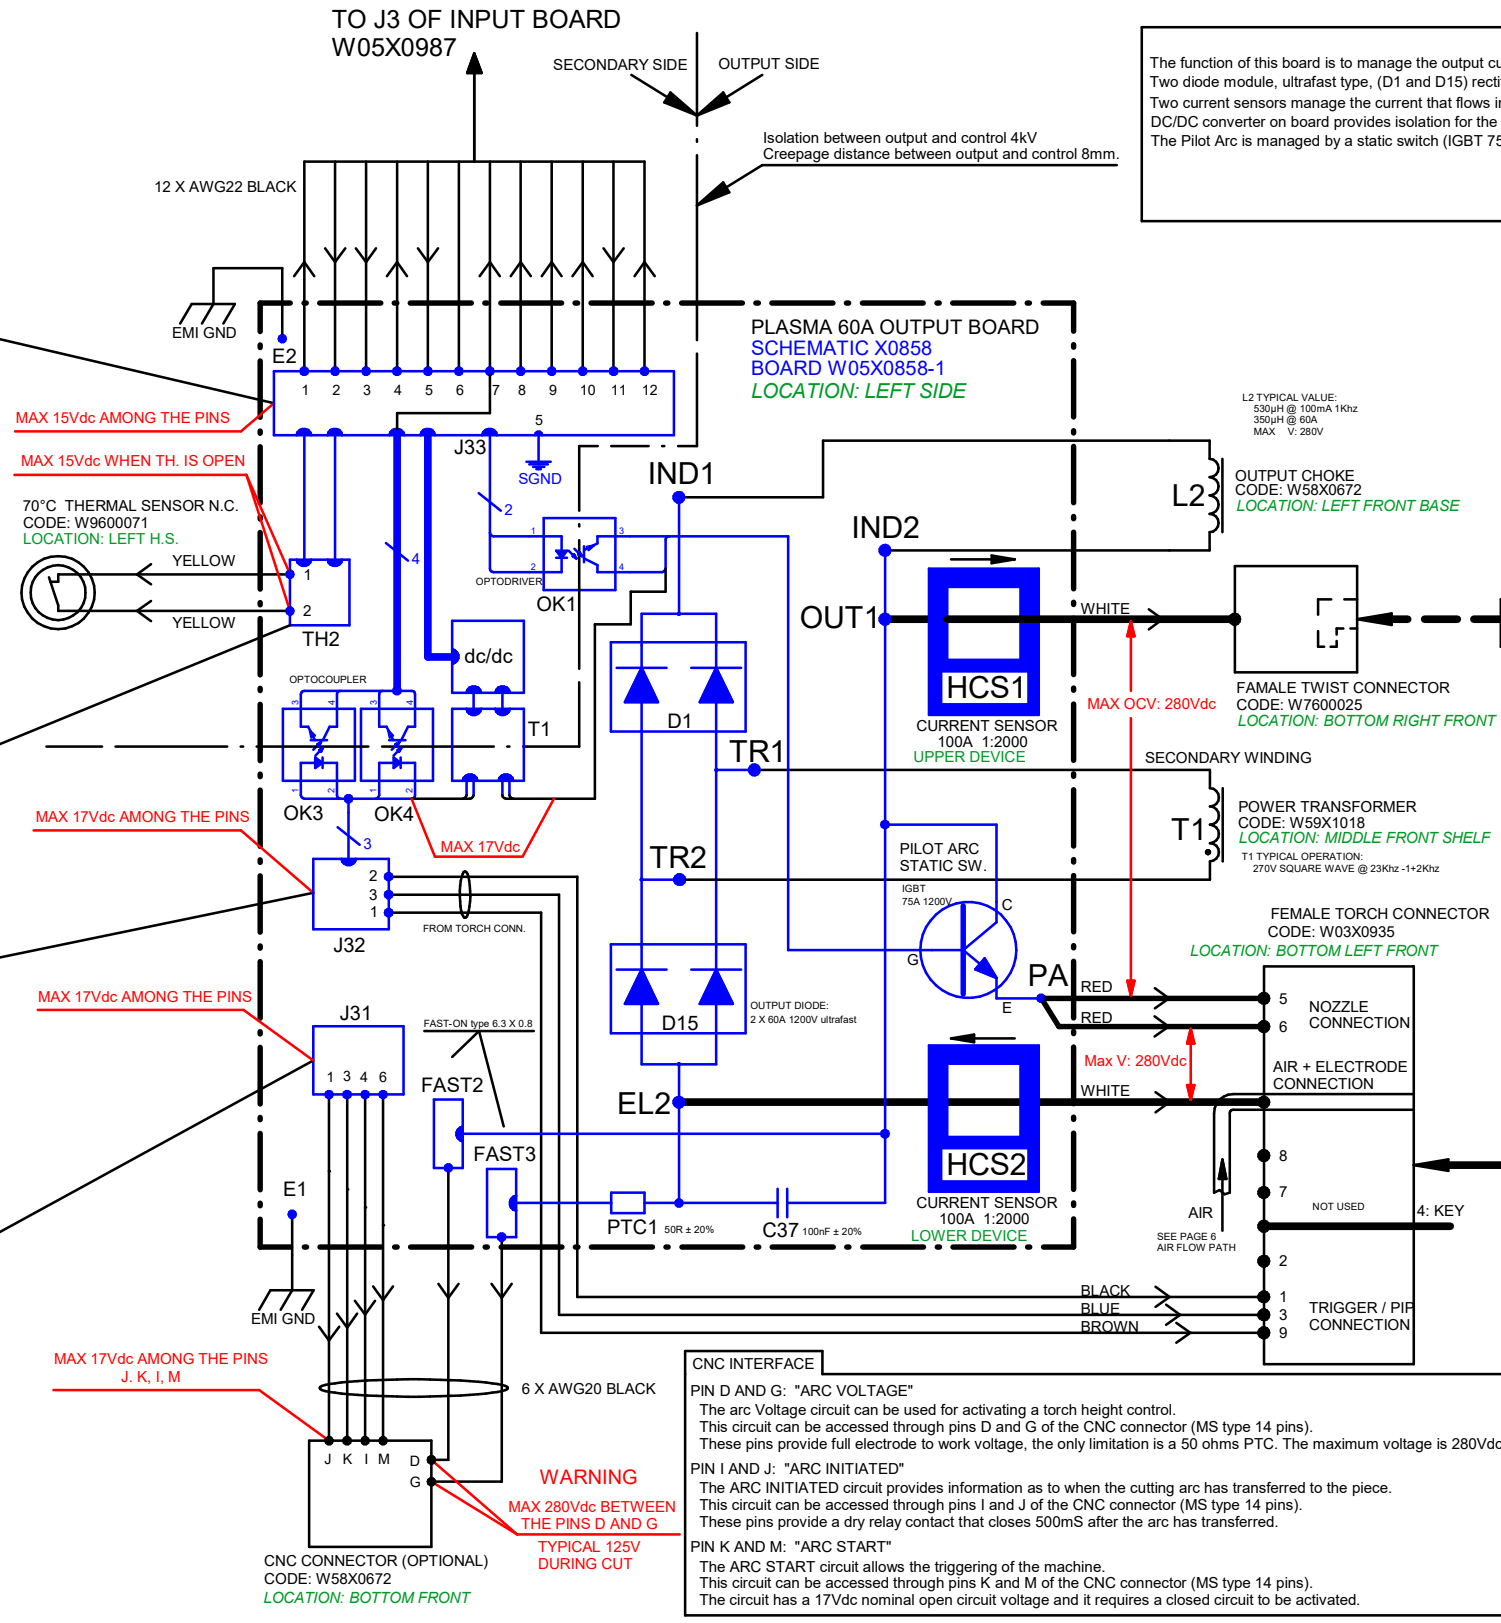 TO J3 OF INPUT BOARD
W05X0987
SECONDARY SIDE
OUTPUT SIDE
The function of this board is to manage the output cu
Two diode module, ultrafast type, (D1 and D15) recti
Two current sensors manage the current that flows i
DC/DC converter on board provides isolation for the
The Pilot Arc is managed by a static switch (IGBT 75
Isolation between output and control 4kV
Creepage distance between output and control 8mm.
12 X AWG22 BLACK
EMI GND
E2
PLASMA 60A OUTPUT BOARD
SCHEMATIC X0858
BOARD W05X0858-1
LOCATION: LEFT SIDE
1 2 3 4 5 6 7 8 9 10 11 12
MAX 15Vdc AMONG THE PINS
5
J33
SGND
MAX 15Vdc WHEN TH. IS OPEN
L2 TYPICAL VALUE:
530µH @ 100mA 1Khz
350µH @ 60A
MAX V: 280V
IND1
L2
OUTPUT CHOKE
CODE: W58X0672
LOCATION: LEFT FRONT BASE
70°C THERMAL SENSOR N.C.
CODE: W9600071
LOCATION: LEFT H.S.
2
IND2
1
2
3
4
OPTODRIVER
OK1
4
YELLOW
YELLOW
1
2
TH2
OUT1
WHITE
dc/dc
HCS1
CURRENT SENSOR
100A 1:2000
UPPER DEVICE
MAX OCV: 280Vdc
FAMALE TWIST CONNECTOR
CODE: W7600025
LOCATION: BOTTOM RIGHT FRONT
OPTOCOUPLER
3 4 3 4
1 2 1 2
T1
D1
TR1
SECONDARY WINDING
OK3
OK4
MAX 17Vdc AMONG THE PINS
MAX 17Vdc
3
T1
POWER TRANSFORMER
CODE: W59X1018
LOCATION: MIDDLE FRONT SHELF
T1 TYPICAL OPERATION:
270V SQUARE WAVE @ 23Khz -1+2Khz
TR2
PILOT ARC
STATIC SW.
IGBT
75A 1200V
C
G
E
2
3
1
J32
FROM TORCH CONN.
FEMALE TORCH CONNECTOR
CODE: W03X0935
LOCATION: BOTTOM LEFT FRONT
PA
RED
RED
5
6
NOZZLE
CONNECTION
MAX 17Vdc AMONG THE PINS
J31
1 3 4 6
FAST-ON type 6.3 X 0.8
D15
OUTPUT DIODE:
2 X 60A 1200V ultrafast
Max V: 280Vdc
AIR + ELECTRODE
CONNECTION
WHITE
FAST2
EL2
FAST3
HCS2
CURRENT SENSOR
100A 1:2000
LOWER DEVICE
8
7
NOT USED
4: KEY
AIR
SEE PAGE 6
AIR FLOW PATH
2
E1
PTC1 50R ± 20%
C37 100nF ± 20%
EMI GND
BLACK
BLUE
BROWN
1
3
9
TRIGGER / PIP
CONNECTION
MAX 17Vdc AMONG THE PINS
J. K, I, M
6 X AWG20 BLACK
J K I M
D
G
WARNING
MAX 280Vdc BETWEEN
THE PINS D AND G
TYPICAL 125V
DURING CUT
CNC CONNECTOR (OPTIONAL)
CODE: W58X0672
LOCATION: BOTTOM FRONT
CNC INTERFACE
PIN D AND G: "ARC VOLTAGE"
The arc Voltage circuit can be used for activating a torch height control.
This circuit can be accessed through pins D and G of the CNC connector (MS type 14 pins).
These pins provide full electrode to work voltage, the only limitation is a 50 ohms PTC. The maximum voltage is 280Vdc
PIN I AND J: "ARC INITIATED"
The ARC INITIATED circuit provides information as to when the cutting arc has transferred to the piece.
This circuit can be accessed through pins I and J of the CNC connector (MS type 14 pins).
These pins provide a dry relay contact that closes 500mS after the arc has transferred.
PIN K AND M: "ARC START"
The ARC START circuit allows the triggering of the machine.
This circuit can be accessed through pins K and M of the CNC connector (MS type 14 pins).
The circuit has a 17Vdc nominal open circuit voltage and it requires a closed circuit to be activated.